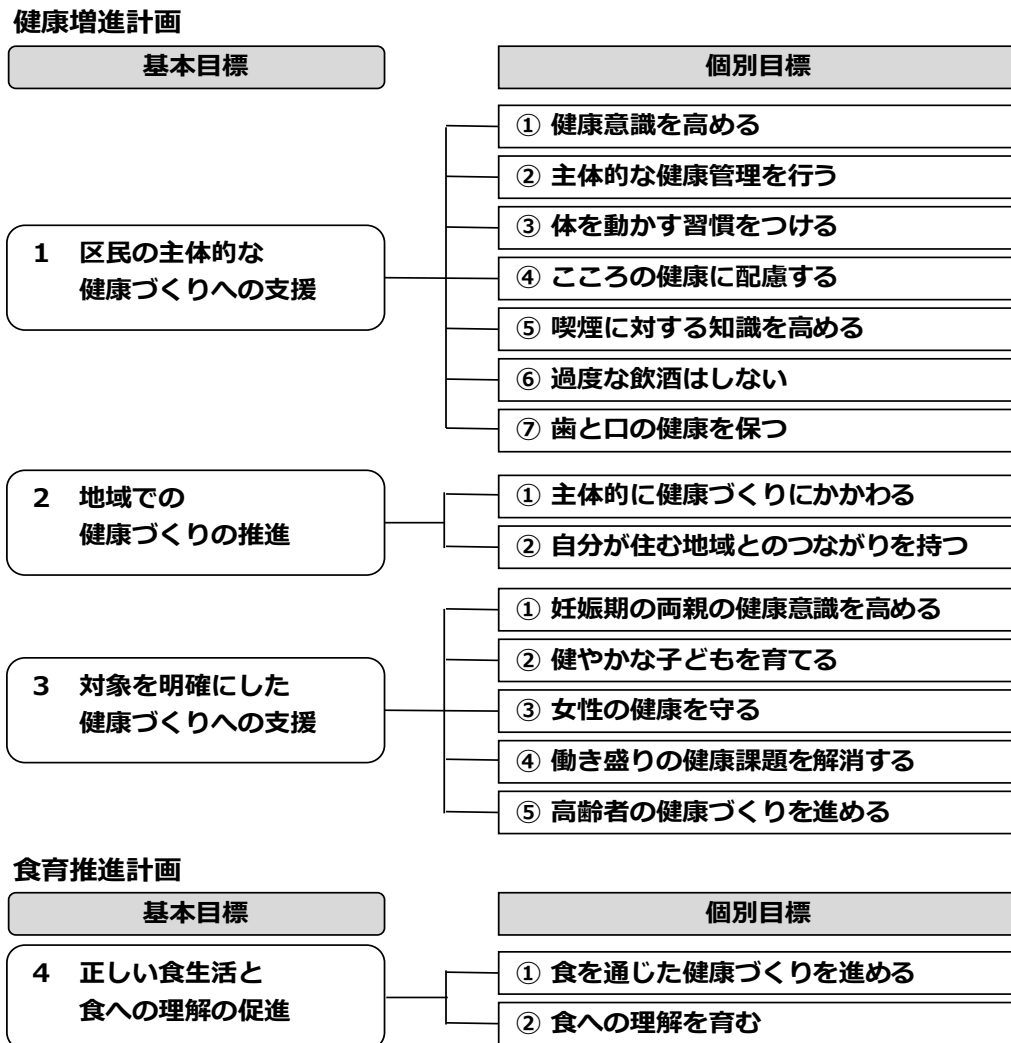 健康増進計画
基本目標
個別目標
1 区民の主体的な
健康づくりへの支援
① 健康意識を高める
② 主体的な健康管理を行う
③ 体を動かす習慣をつける
④ こころの健康に配慮する
⑤ 喫煙に対する知識を高める
⑥ 過度な飲酒はしない
⑦ 歯と口の健康を保つ
2 地域での
健康づくりの推進
① 主体的に健康づくりにかかわる
② 自分が住む地域とのつながりを持つ
3 対象を明確にした
健康づくりへの支援
① 妊娠期の両親の健康意識を高める
② 健やかな子どもを育てる
③ 女性の健康を守る
④ 働き盛りの健康課題を解消する
⑤ 高齢者の健康づくりを進める
食育推進計画
基本目標
個別目標
4 正しい食生活と
食への理解の促進
① 食を通じた健康づくりを進める
② 食への理解を育む